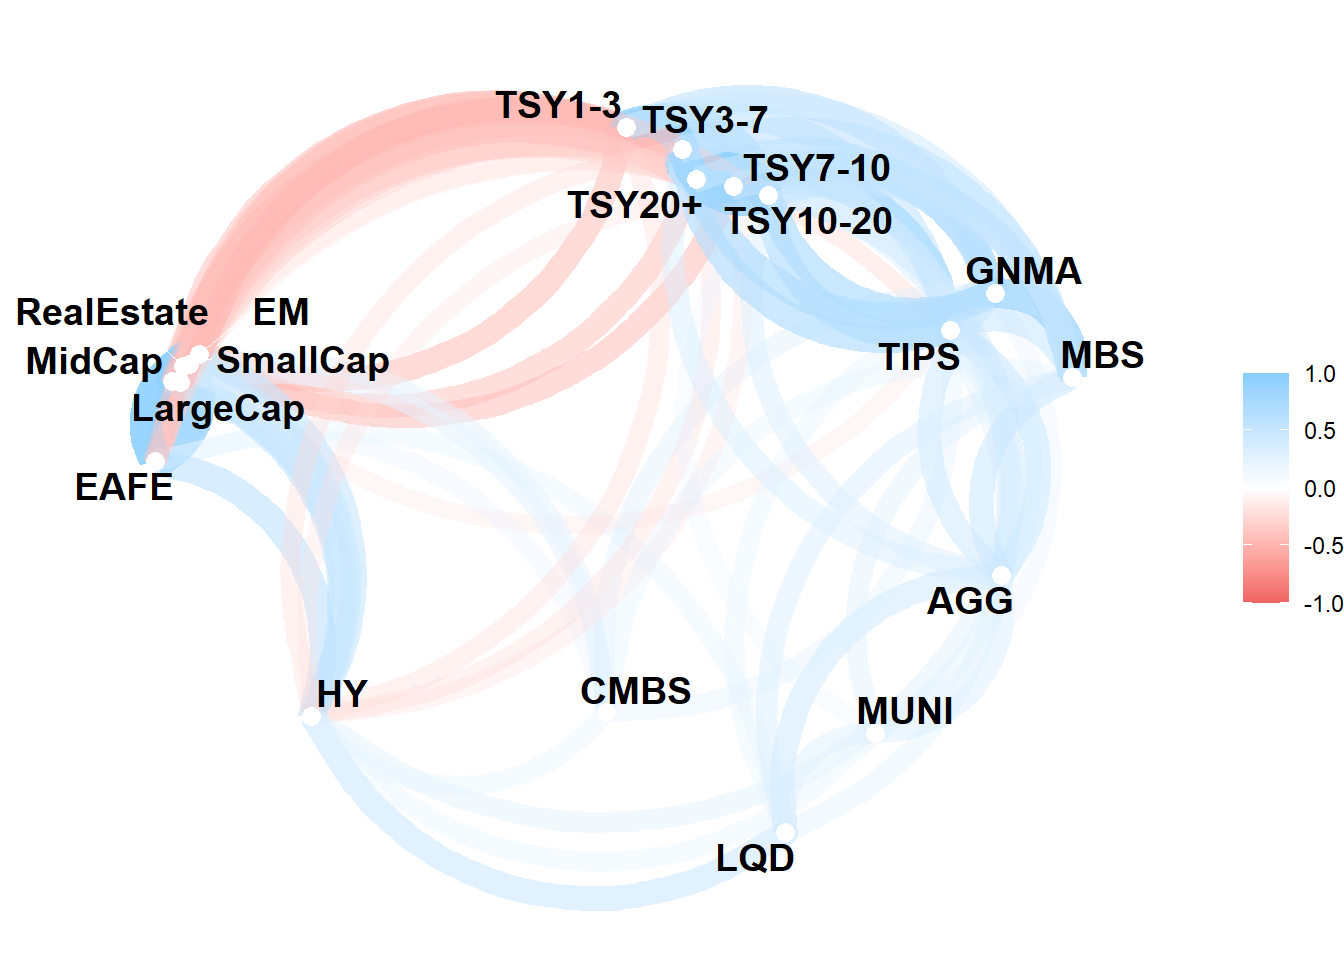 TSY1-3
TSY3-7
TSY7-10
TSY20+
TSY10-20
GNMA
RealEstate
EM
MidCap
SmallCap
TIPS
MBS
LargeCap
EAFE
AGG
HY
CMBS
MUNI
LQD
1.0
0.5
0.0
-0.5
-1.0